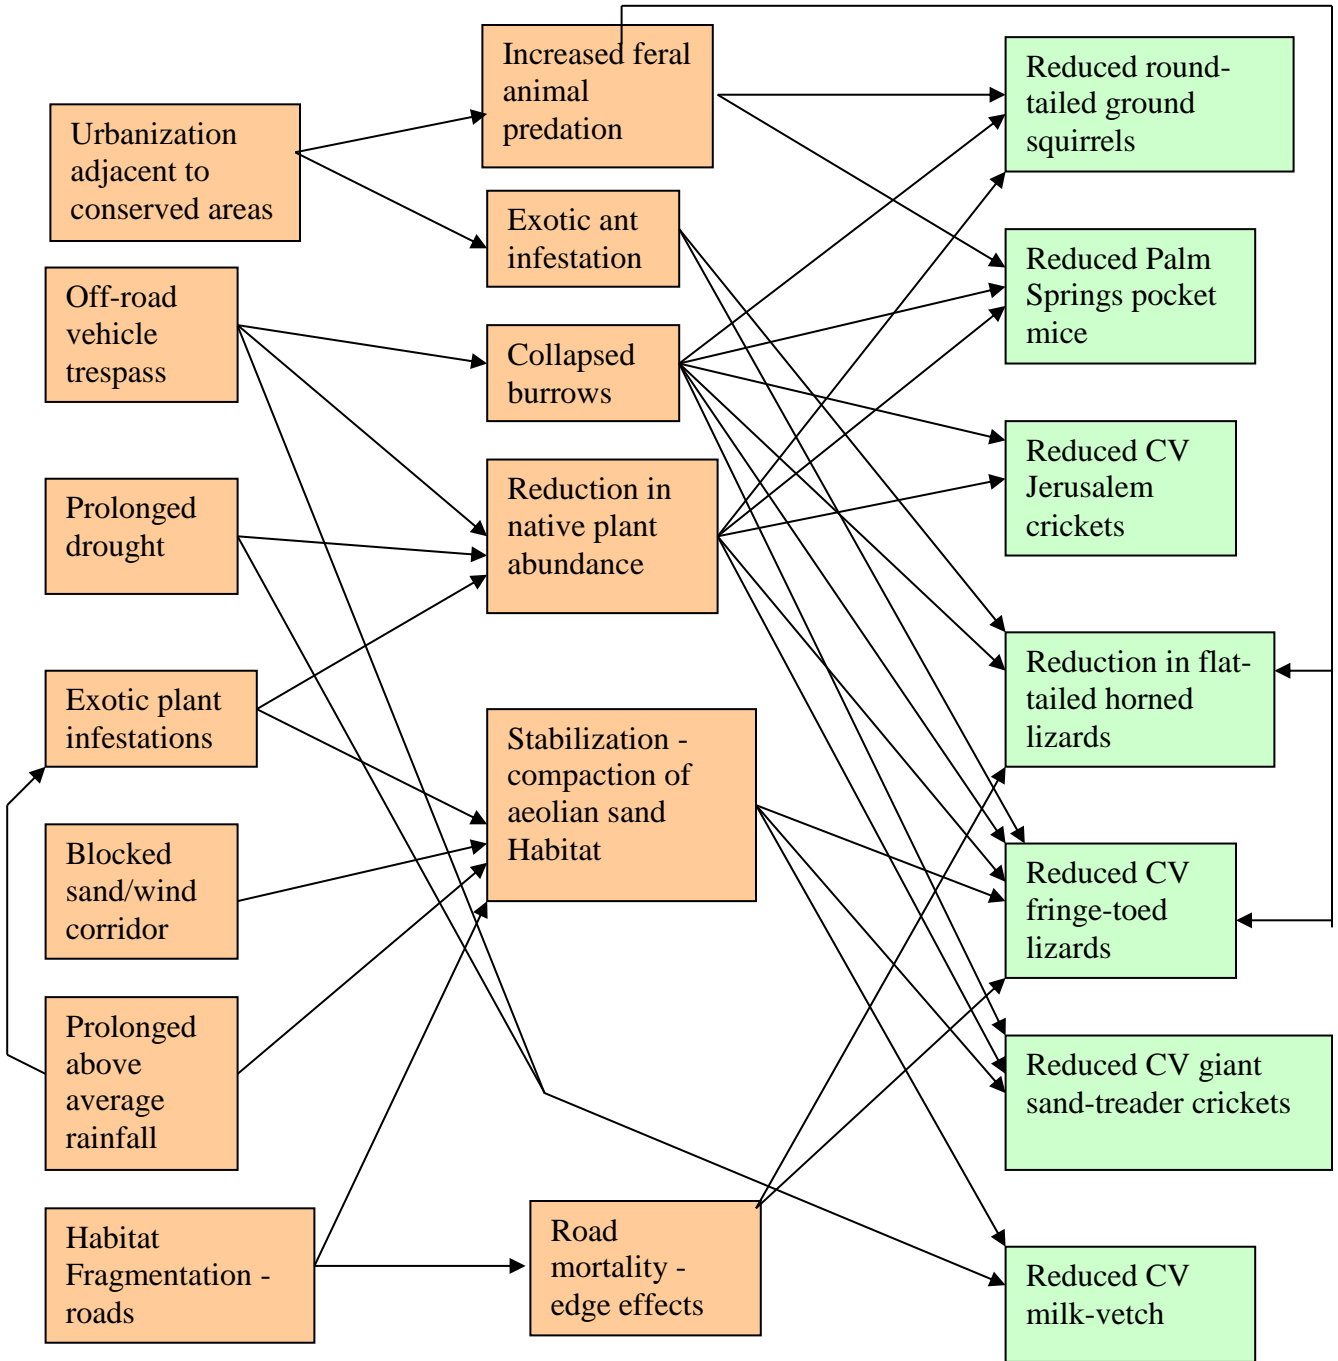 Urbanization
adjacent to
conserved areas
Off-road
vehicle
trespass
Prolonged
drought
Exotic plant
infestations
Blocked
sand/wind
corridor
Prolonged
above
average
rainfall
Habitat
Fragmentation -
roads
Increased feral
animal
predation
Exotic ant
infestation
Collapsed
burrows
Reduction in
native plant
abundance
Stabilization -
compaction of
aeolian sand
Habitat
Road
mortality -
edge effects
Reduced round-
tailed ground
squirrels
Reduced Palm
Springs pocket
mice
Reduced CV
Jerusalem
crickets
Reduction in flat-
tailed horned
lizards
Reduced CV
fringe-toed
lizards
Reduced CV giant
sand-treader crickets
Reduced CV
milk-vetch